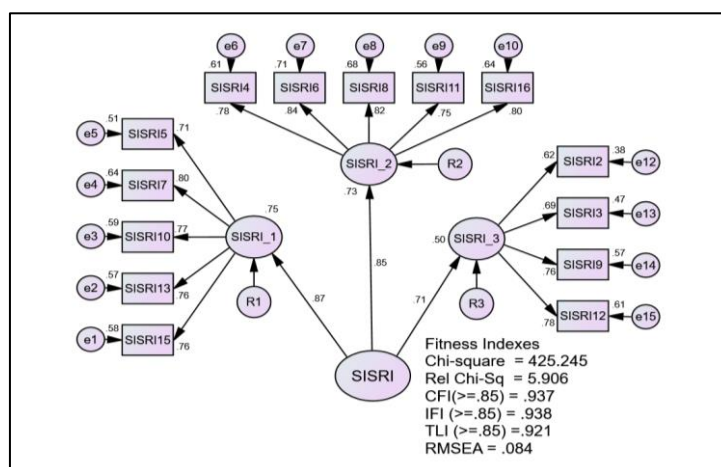 e6 e7 e8 e9 e10
.61 .71 .68 .56 .64
SISRI4 SISRI6 SISRI8 SISRI11 SISRI16
.78 .84 .82 .75 .80
SISRI_2 R2
.73
e5 .51 SISRI5 .71
e4 .64 SISRI7 .80
e3 .59 SISRI10 .77
e2 .57 SISRI13 .76
e1 .58 SISRI15 .76
.75
SISRI_1
R1
.62 SISRI2 .38 e12
.69 SISRI3 .47 e13
.76 SISRI9 .57 e14
.78 SISRI12 .61 e15
.50 SISRI_3
R3
.87 .85 .71
SISRI
Fitness Indexes
Chi-square = 425.245
Rel Chi-Sq = 5.906
CFI(>=.85) = .937
IFI (>=.85) = .938
TLI (>=.85) =.921
RMSEA = .084